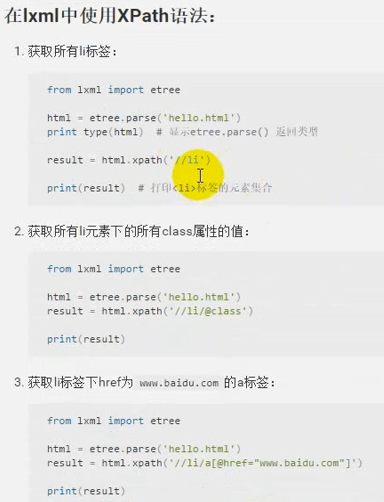 在lxml中使用XPath语法：
1. 获取所有li标签：
from lxml import etree
html = etree.parse('hello.html')
print type(html)  # 显示etree.parse() 返回类型
result = html.xpath('//li')
print(result)  # 打印<li>标签的元素集合
2. 获取所有li元素下的所有class属性的值：
from lxml import etree
html = etree.parse('hello.html')
result = html.xpath('//li/@class')
print(result)
3. 获取li标签下href为 www.baidu.com 的a标签：
from lxml import etree
html = etree.parse('hello.html')
result = html.xpath('//li/a[@href="www.baidu.com"]')
print(result)